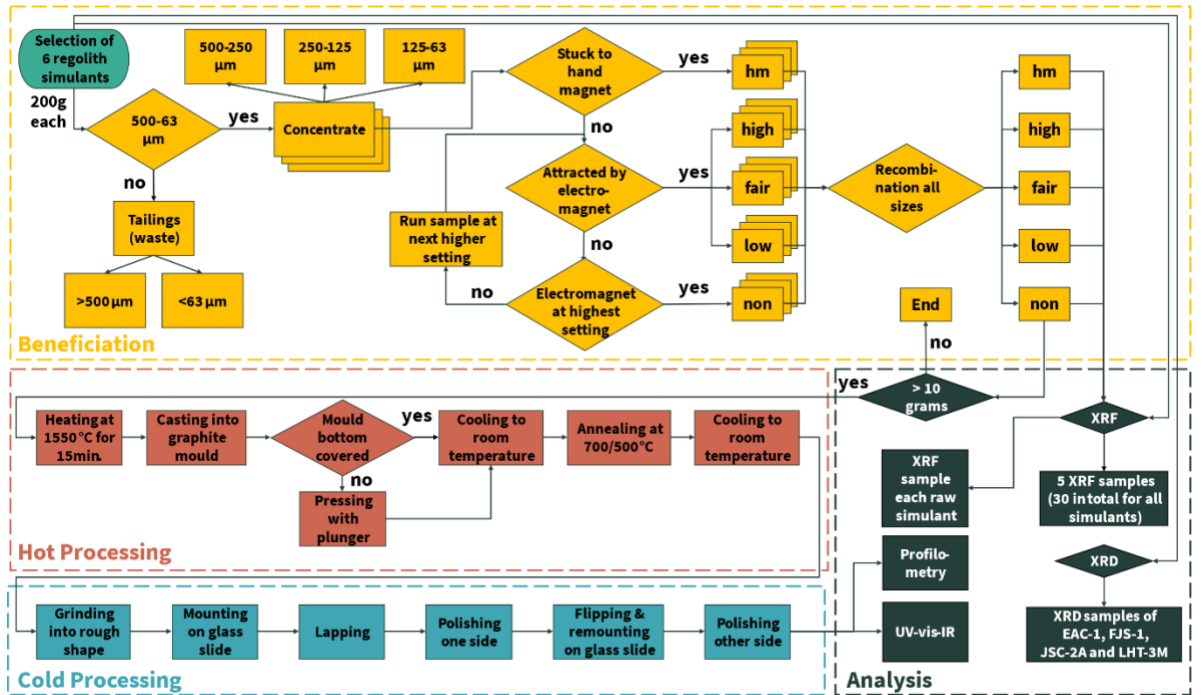 Selection of
6 regolith
simulants
200g
each
500-63
µm
yes
no
Tailings
(waste)
>500 µm
<63 µm
500-250
µm
250-125
µm
125-63
µm
Concentrate
Stuck to
hand
magnet
yes
no
Attracted by
electro-
magnet
yes
no
Run sample at
next higher
setting
no
Electromagnet
at highest
setting
yes
hm
high
fair
low
non
Recombi-
nation all
sizes
hm
high
fair
low
non
End
no
Beneficiation
yes
> 10
grams
Heating at
1550°C for
15min.
Casting into
graphite
mould
Mould
bottom
covered
yes
no
Pressing
with
plunger
Cooling to
room
temperature
Annealing at
700/500°C
Cooling to
room
temperature
Hot Processing
XRF
XRF
sample
each raw
simulant
5 XRF samples
(30 in total for all
simulants)
Profilo-
metry
XRD
UV-vis-IR
XRD samples of
EAC-1, FJS-1,
JSC-2A and LHT-3M
Analysis
Grinding
into rough
shape
Mounting
on glass
slide
Lapping
Polishing
one side
Flipping &
remounting
on glass slide
Polishing
other side
Cold Processing